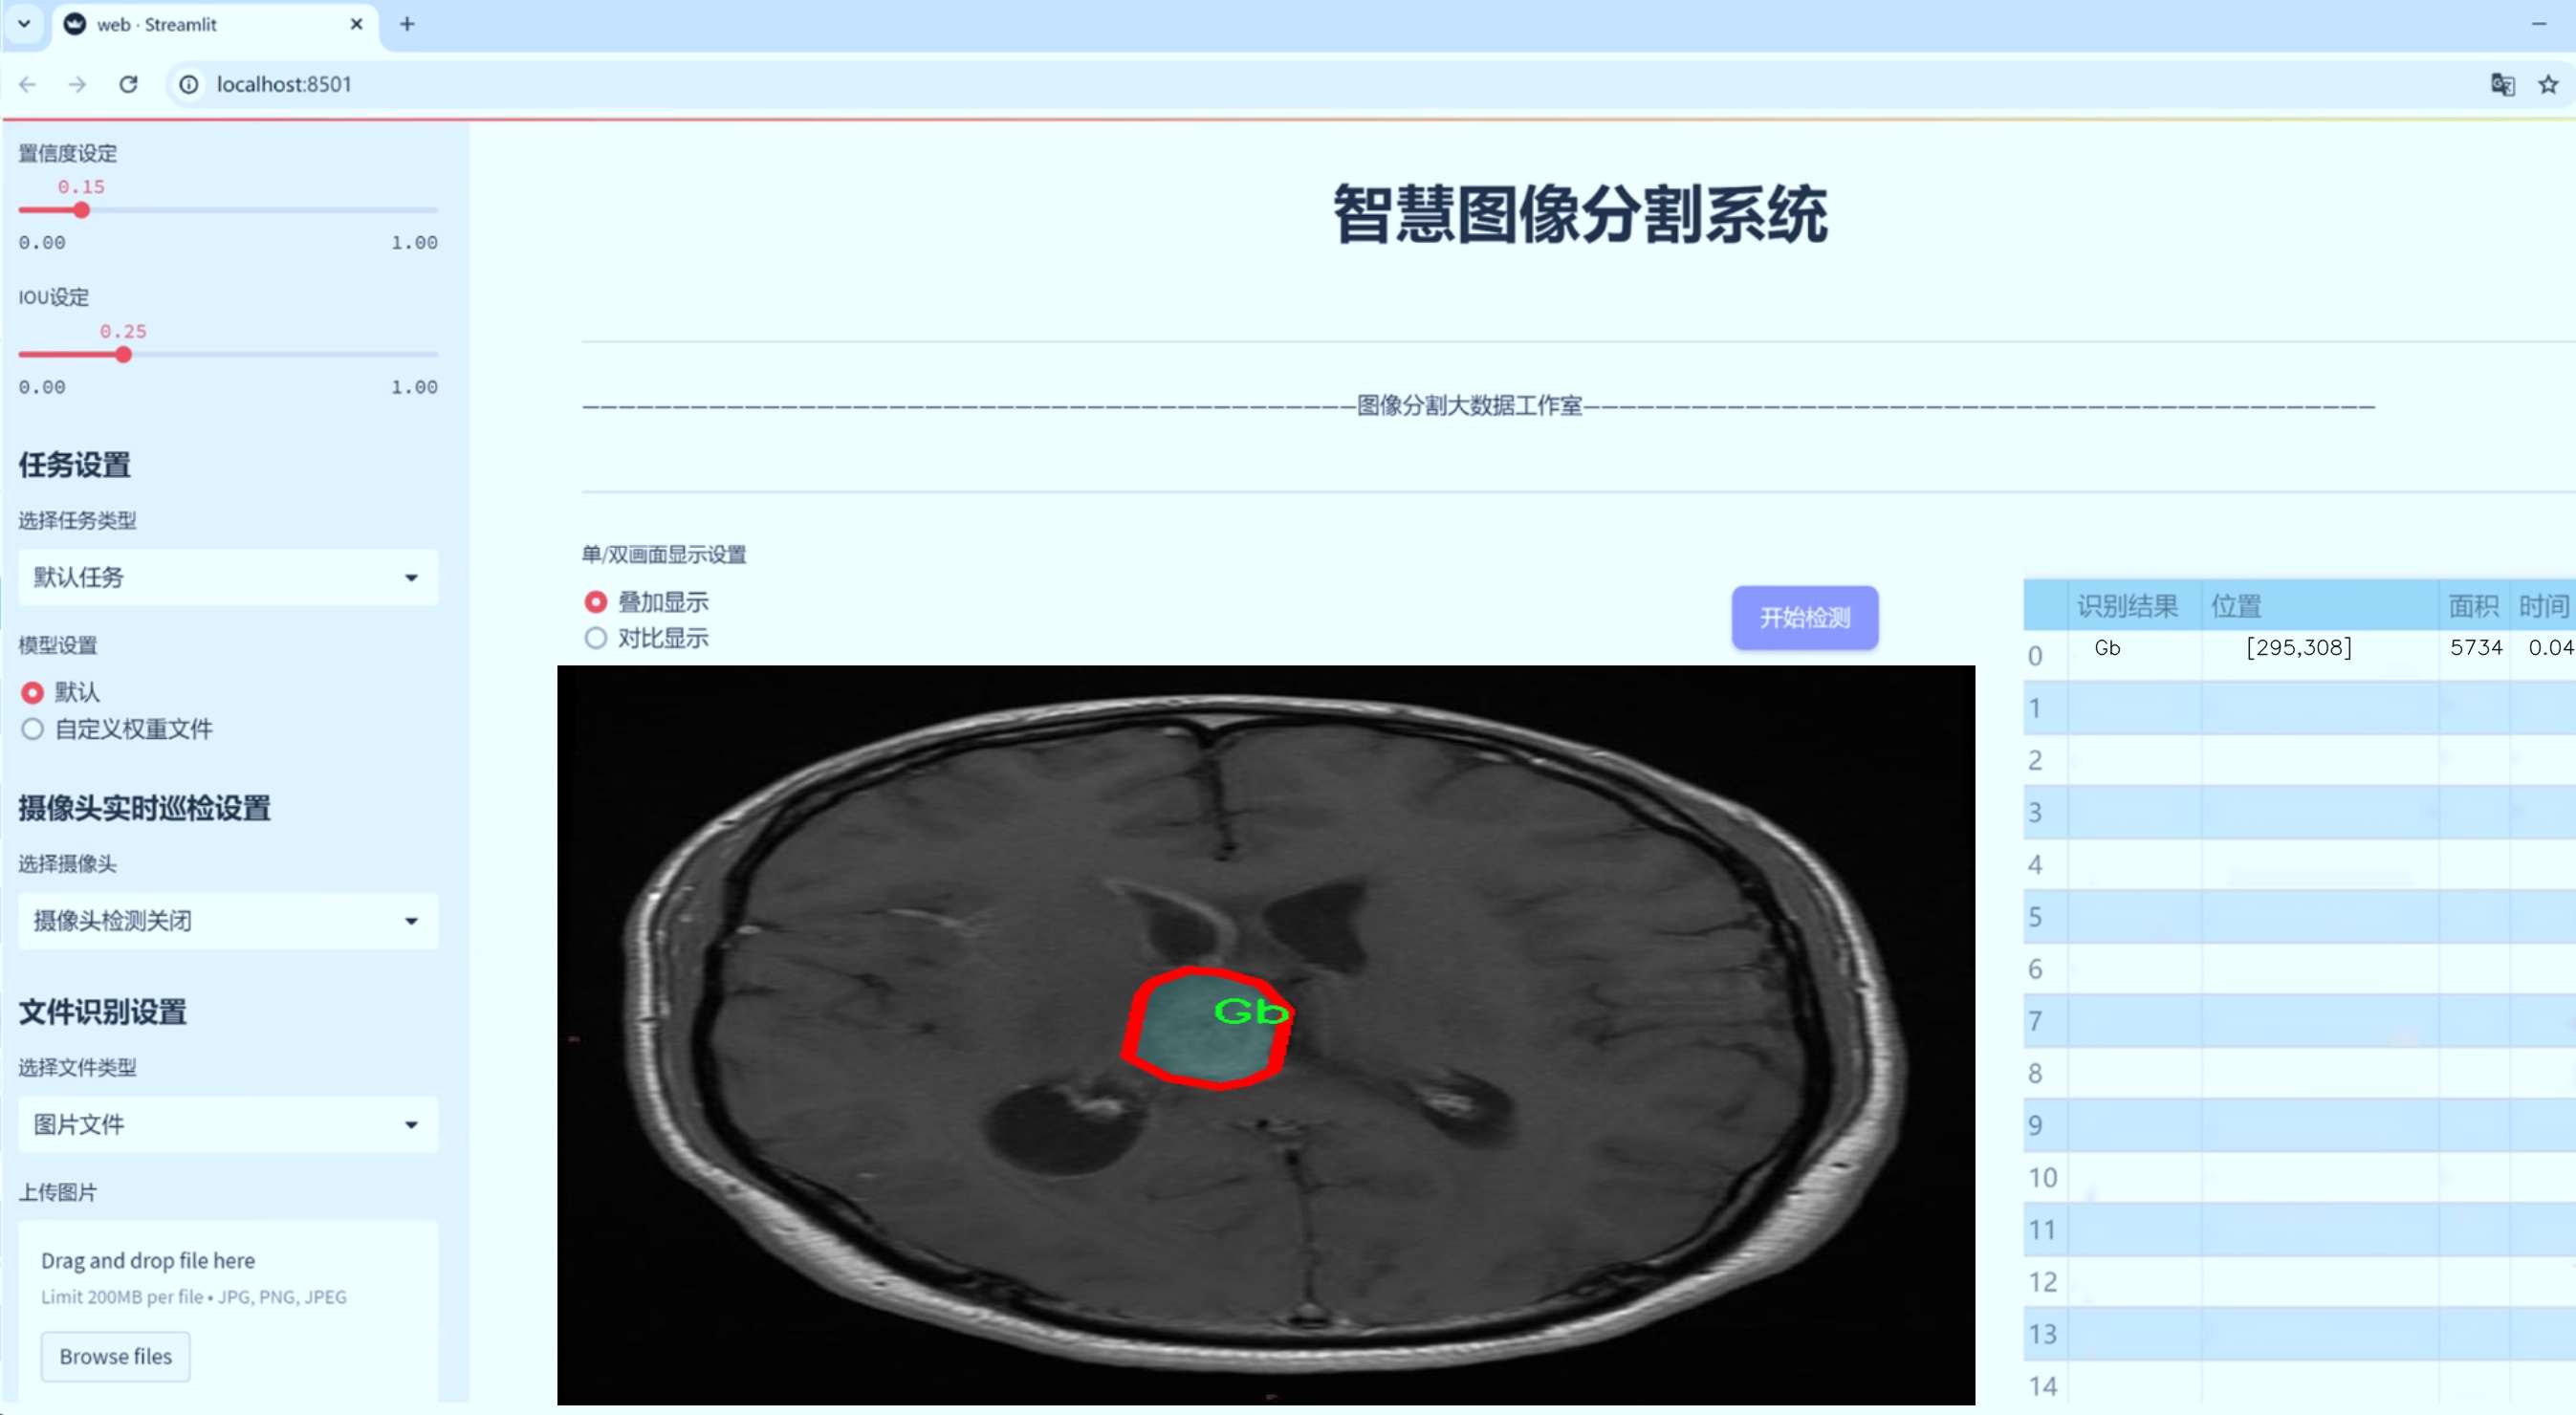 web · Streamlit
localhost:8501
置信度设定
0.15
0.00 1.00
IOU设定
0.25
0.00 1.00
任务设置
选择任务类型
默认任务
模型设置
默认
自定义权重文件
摄像头实时巡检设置
选择摄像头
摄像头检测关闭
文件识别设置
选择文件类型
图片文件
上传图片
Drag and drop file here
Limit 200MB per file • JPG, PNG, JPEG
Browse files
智慧图像分割系统
图像分割大数据工作室
单/双画面显示设置
叠加显示
对比显示
开始检测
Gb
识别结果 位置 面积 时间
0 Gb [295,308] 5734 0.04
1
2
3
4
5
6
7
8
9
10
11
12
13
14